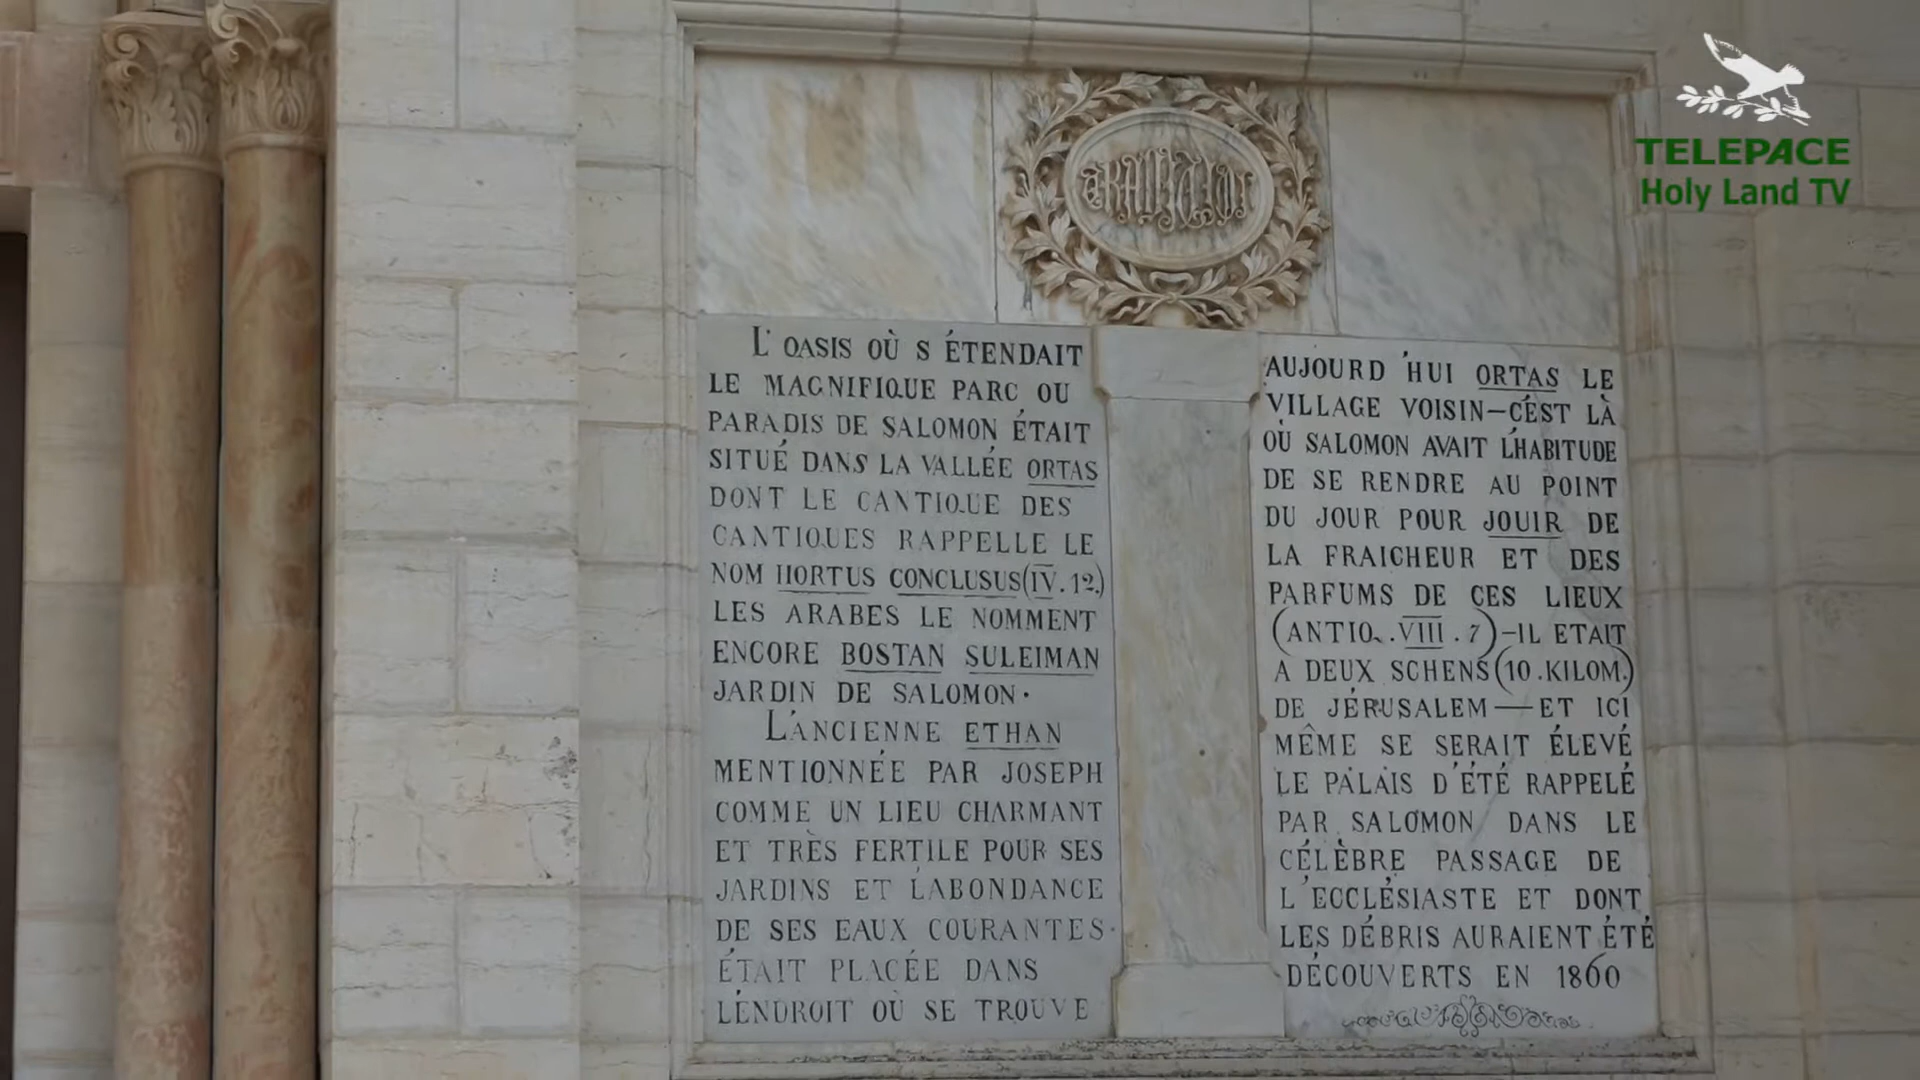 TELEPACE
Holy Land TV
L'OASIS OÙ S'ÉTENDAIT
LE MAGNIFIQUE PARC OU
PARADIS DE SALOMON ÉTAIT
SITUÉ DANS LA VALLÉE ORTAS
DONT LE CANTIQUE DES
CANTIQUES RAPPELLE LE
NOM HORTUS CONCLUSUS (IV. 12.)
LES ARABES LE NOMMENT
ENCORE BOSTAN SULEIMAN
JARDIN DE SALOMON.
L'ANCIENNE ETHAN
MENTIONNÉE PAR JOSEPH
COMME UN LIEU CHARMANT
ET TRÈS FERTILE POUR SES
JARDINS ET L'ABONDANCE
DE SES EAUX COURANTES.
ÉTAIT PLACÉE DANS
L'ENDROIT OÙ SE TROUVE
AUJOURD'HUI ORTAS LE
VILLAGE VOISIN–C'EST LÀ
OÙ SALOMON AVAIT L'HABITUDE
DE SE RENDRE AU POINT
DU JOUR POUR JOUIR DE
LA FRAICHEUR ET DES
PARFUMS DE CES LIEUX
(ANTIQ. VIII. 7)–IL ETAIT
A DEUX SCHENS (10.KILOM.)
DE JÉRUSALEM — ET ICI
MÊME SE SERAIT ÉLEVÉ
LE PALAIS D'ÉTÉ RAPPELÉ
PAR SALOMON DANS LE
CÉLÈBRE PASSAGE DE
L'ECCLÉSIASTE ET DONT
LES DÉBRIS AURAIENT ÉTÉ
DÉCOUVERTS EN 1860